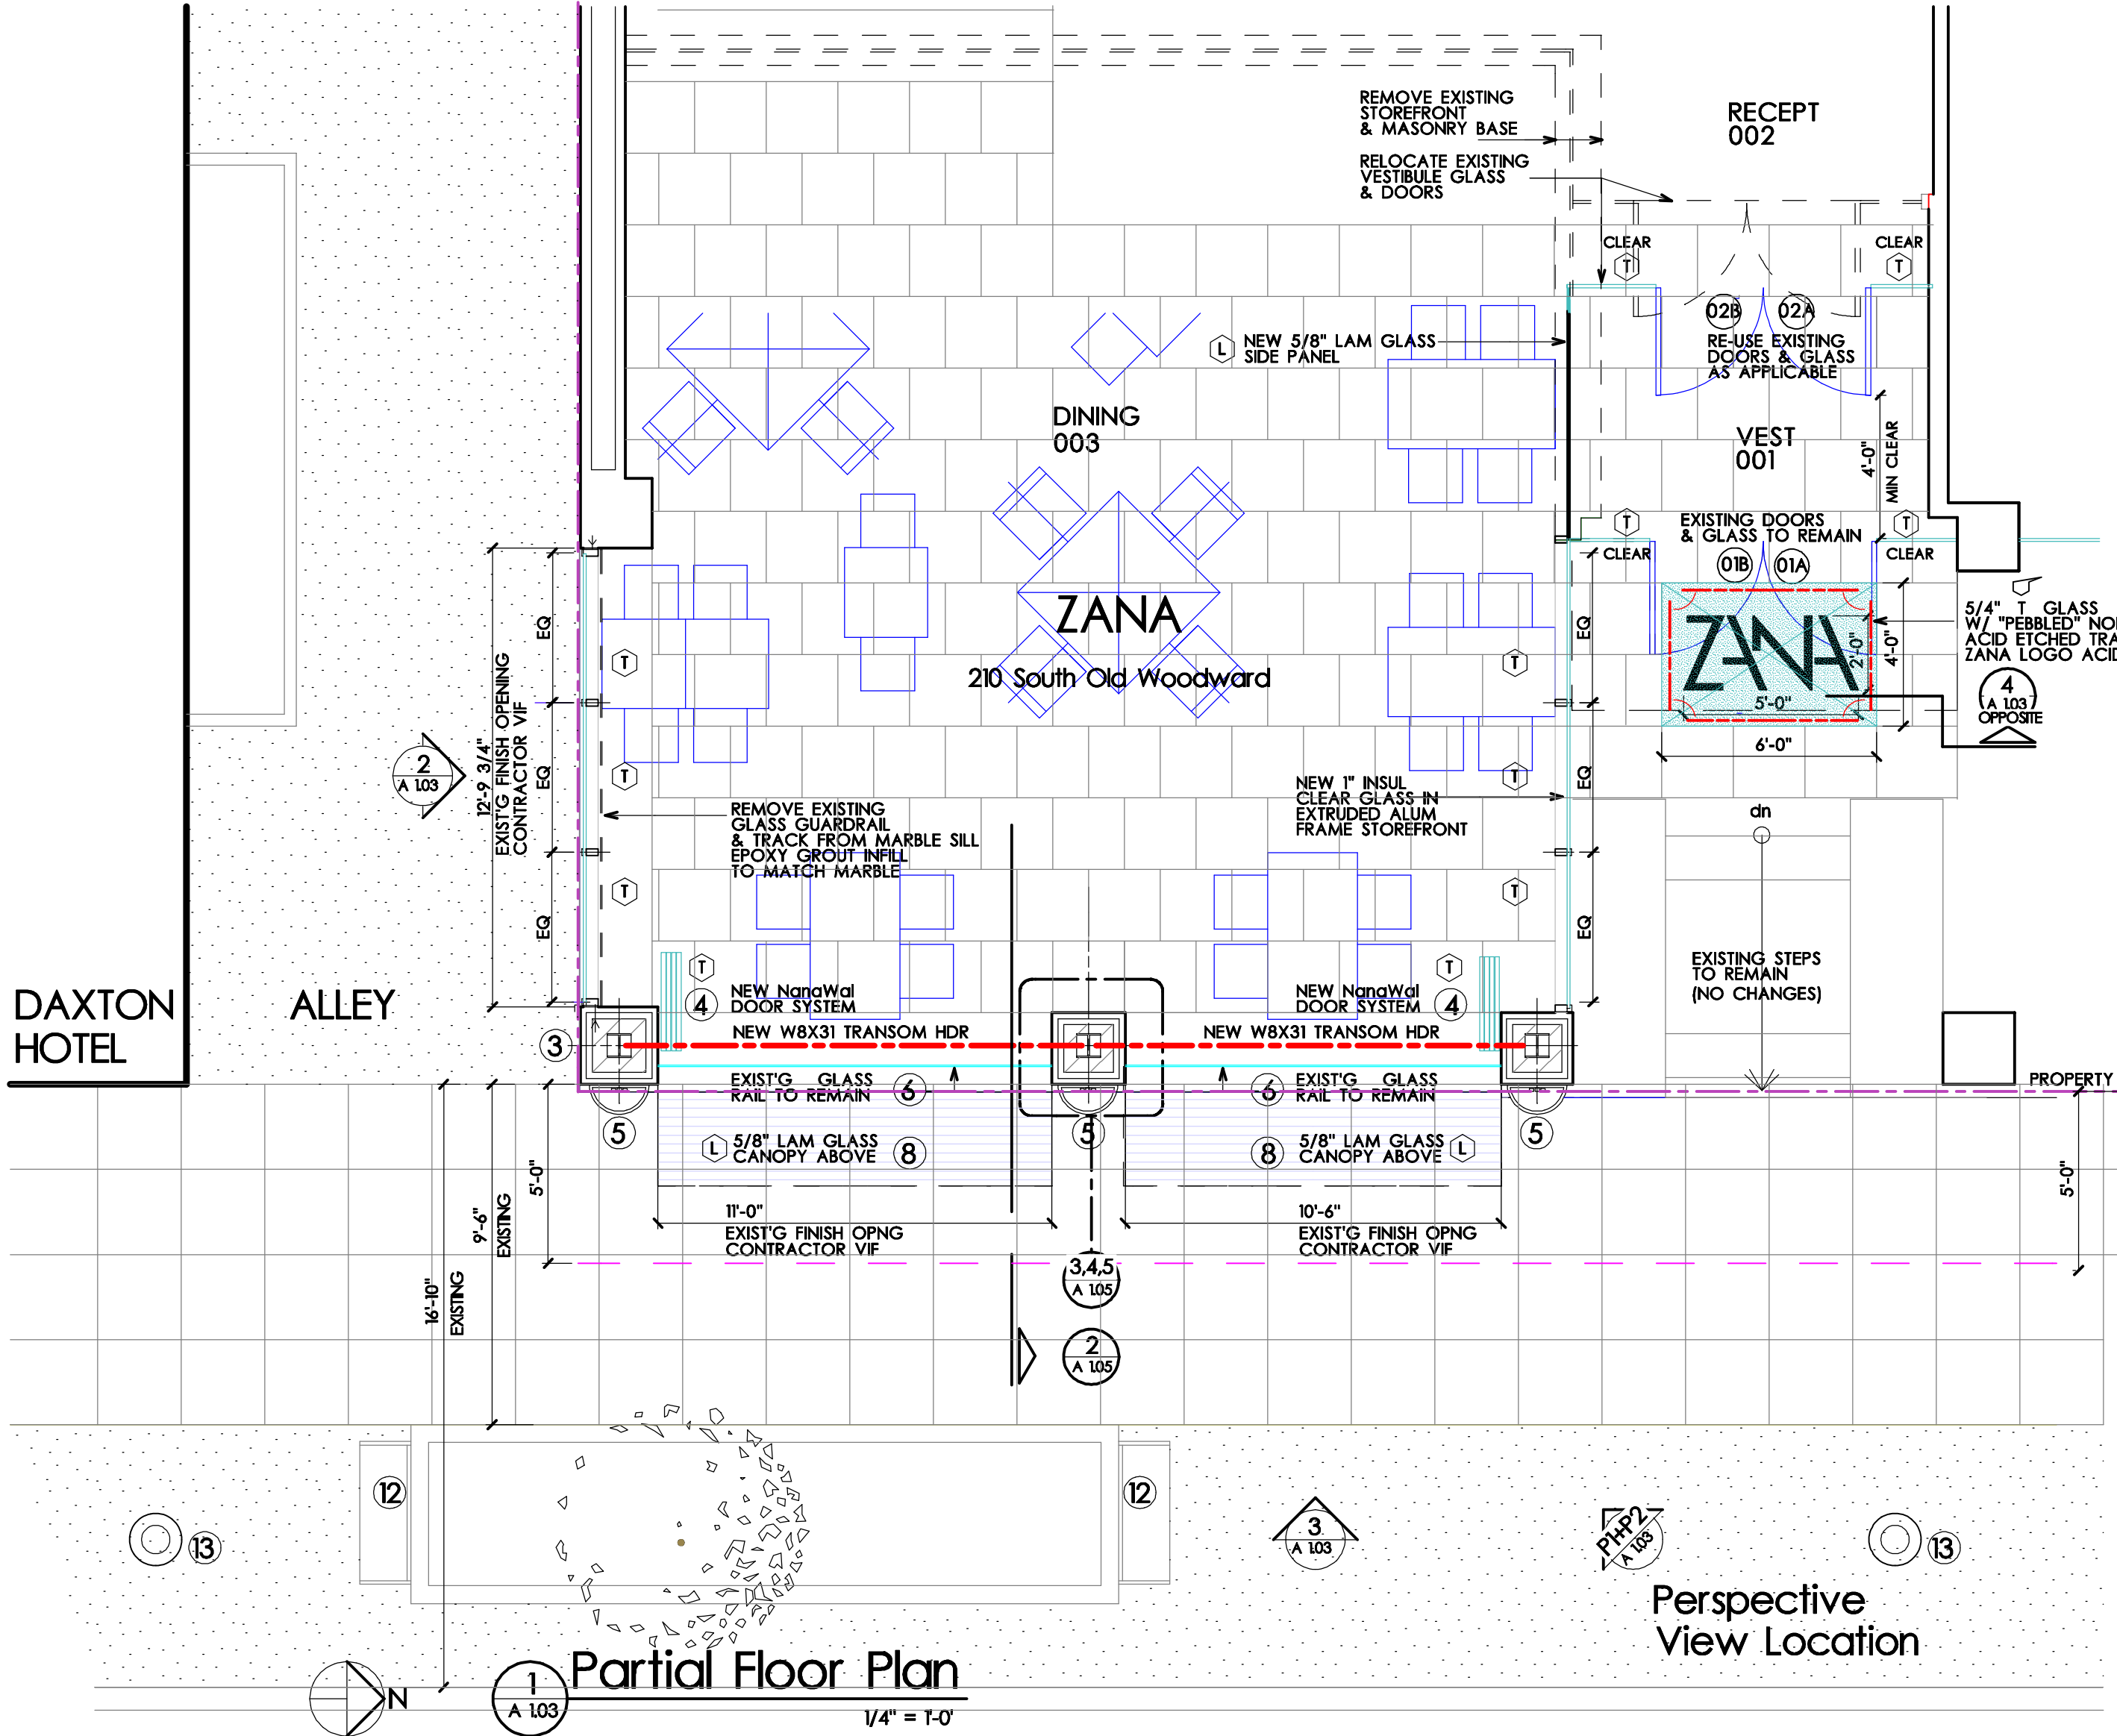 REMOVE EXISTING
STOREFRONT
& MASONRY BASE
RECEPT
002
RELOCATE EXISTING
VESTIBULE GLASS
& DOORS
CLEAR
T
CLEAR
T
02B
02A
RE-USE EXISTING
DOORS & GLASS
AS APPLICABLE
L
NEW 5/8" LAM GLASS
SIDE PANEL
DINING
003
VEST
001
4'-0"
MIN CLEAR
T
EXISTING DOORS
& GLASS TO REMAIN
T
CLEAR
CLEAR
01B
01A
ZANA
2'-0"
4'-0"
5'-0"
6'-0"
5/4" T GLASS
W/ "PEBBLED"
ACID ETCHED
ZANA LOGO
4
A 1.03
OPPOSITE
ZANA
210 South Old Woodward
EQ
EQ
EQ
12'-9 3/4"
EXIST'G FINISH OPENING
CONTRACTOR VIF
2
A 1.03
T
T
T
T
T
T
EQ
EQ
EQ
REMOVE EXISTING
GLASS GUARDRAIL
& TRACK FROM MARBLE SILL
EPOXY GROUT INFILL
TO MATCH MARBLE
NEW 1" INSUL
CLEAR GLASS IN
EXTRUDED ALUM
FRAME STOREFRONT
dn
EXISTING STEPS
TO REMAIN
(NO CHANGES)
DAXTON
HOTEL
ALLEY
T
4
NEW NanaWal
DOOR SYSTEM
NEW NanaWal
DOOR SYSTEM
T
4
3
NEW W8X31 TRANSOM HDR
NEW W8X31 TRANSOM HDR
EXIST'G GLASS
RAIL TO REMAIN
6
6
EXIST'G GLASS
RAIL TO REMAIN
PROPERTY
5
5
5
L
5/8" LAM GLASS
CANOPY ABOVE
8
8
5/8" LAM GLASS
CANOPY ABOVE
L
5'-0"
9'-6"
EXISTING
16'-10"
EXISTING
11'-0"
EXIST'G FINISH OPNG
CONTRACTOR VIF
10'-6"
EXIST'G FINISH OPNG
CONTRACTOR VIF
5'-0"
3,4,5
A 1.05
2
A 1.05
12
12
13
13
3
A 1.03
P1+P2
A 1.03
Perspective
View Location
N
1
A 1.03
Partial Floor Plan
1/4" = 1'-0'